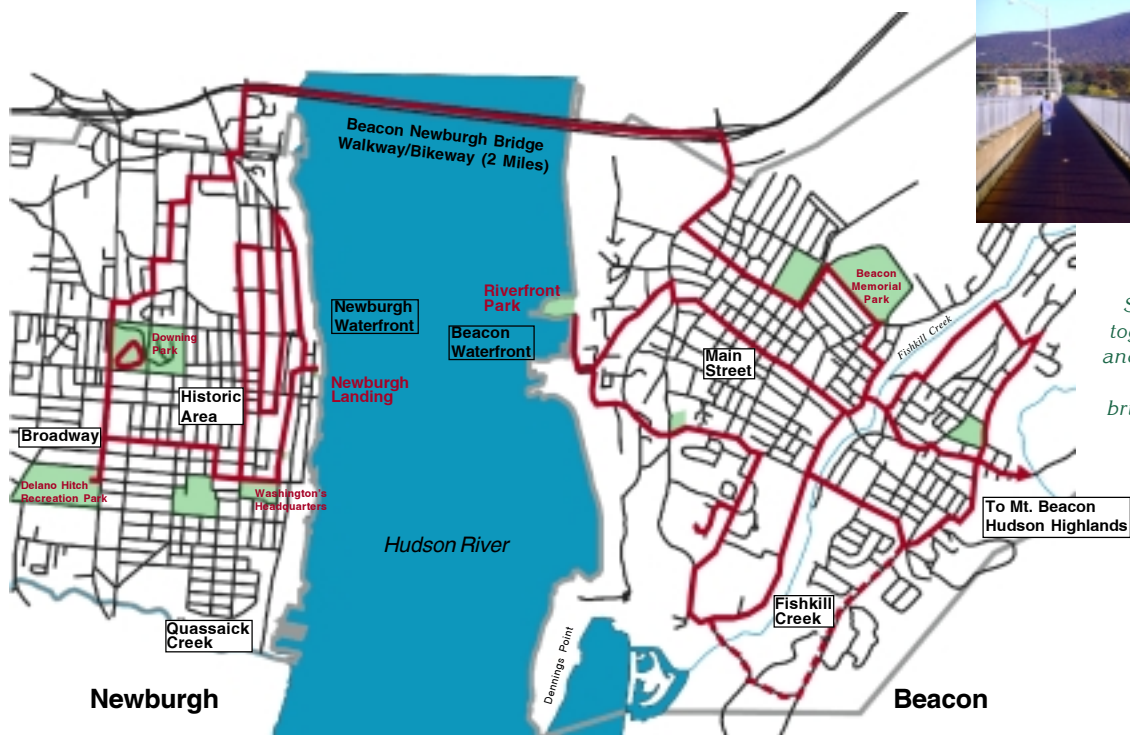 Beacon Newburgh Bridge
Walkway/Bikeway (2 Miles)
Riverfront
Park
Newburgh
Waterfront
Beacon
Waterfront
Newburgh
Landing
Downing
Park
Historic
Area
Broadway
Delano Hitch
Recreation Park
Washington's
Headquarters
Hudson River
Quassaick
Creek
Newburgh
Beacon
Memorial
Park
Fishkill Creek
Main
Street
To Mt. Beacon
Hudson Highlands
Fishkill
Creek
Dennings Point
Beacon